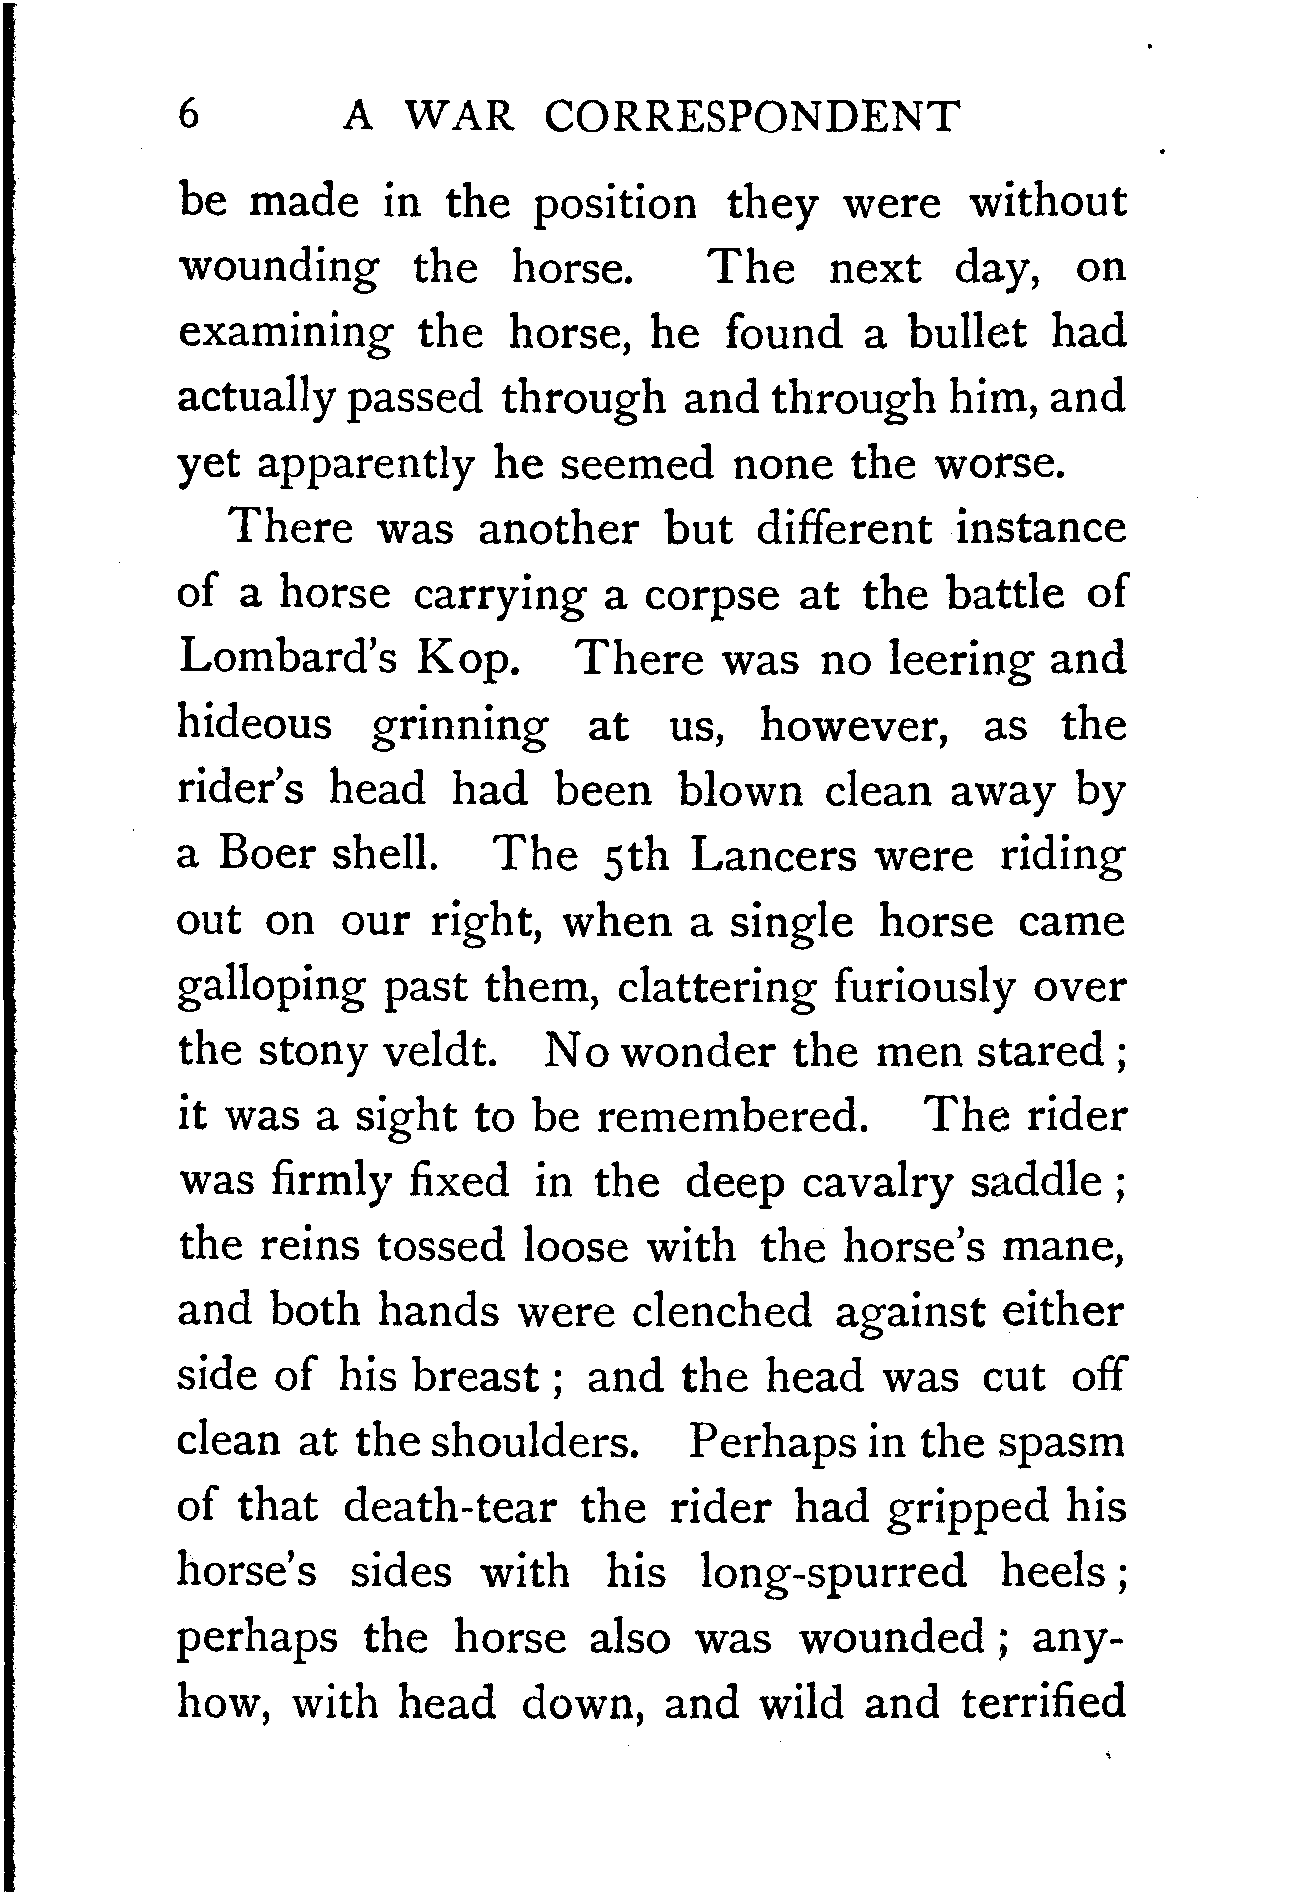 6 A WAR CORRESPONDENT
be made in the position they were without
wounding the horse. The next day, on
examining the horse, he found a bullet had
actually passed through and through him, and
yet apparently he seemed none the worse.
There was another but different instance
of a horse carrying a corpse at the battle of
Lombard's Kop. There was no leering and
hideous grinning at us, however, as the
rider's head had been blown clean away by
a Boer shell. The 5th Lancers were riding
out on our right, when a single horse came
galloping past them, clattering furiously over
the stony veldt. No wonder the men stared ;
it was a sight to be remembered. The rider
was firmly fixed in the deep cavalry saddle ;
the reins tossed loose with the horse's mane,
and both hands were clenched against either
side of his breast ; and the head was cut off
clean at the shoulders. Perhaps in the spasm
of that death-tear the rider had gripped his
horse's sides with his long-spurred heels ;
perhaps the horse also was wounded ; any-
how, with head down, and wild and terrified